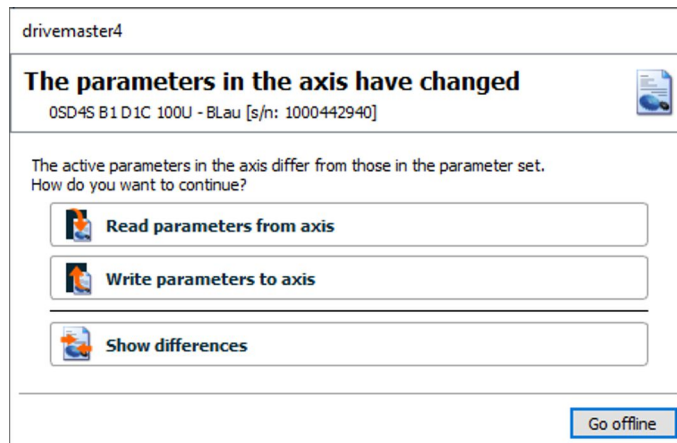 drivemaster4
The parameters in the axis have changed
0SD4S B1 D1C 100U - BLau [s/n: 1000442940]
The active parameters in the axis differ from those in the parameter set.
How do you want to continue?
Read parameters from axis
Write parameters to axis
Show differences
Go offline